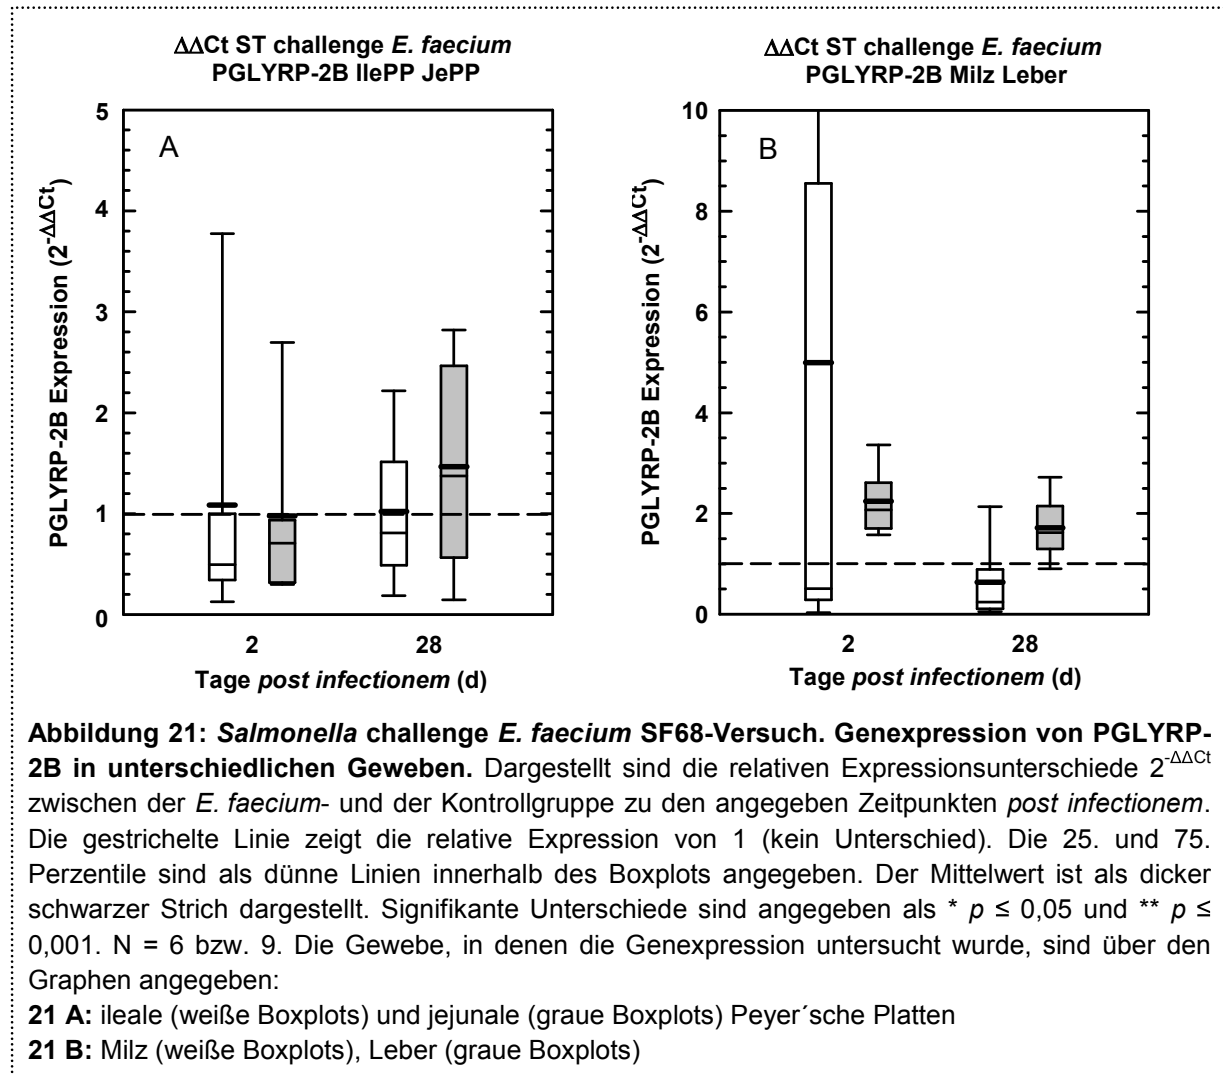 ΔΔCt ST challenge E. faecium
PGLYRP-2B IlePP JePP
PGLYRP-2B Expression (2^-ΔΔCt)
5
4
3
2
1
0
A
2 28
Tage post infectionem (d)
ΔΔCt ST challenge E. faecium
PGLYRP-2B Milz Leber
PGLYRP-2B Expression (2^-ΔΔCt)
10
8
6
4
2
0
B
2 28
Tage post infectionem (d)
Abbildung 21: Salmonella challenge E. faecium SF68-Versuch. Genexpression von PGLYRP-
2B in unterschiedlichen Geweben. Dargestellt sind die relativen Expressionsunterschiede 2^-ΔΔCt
zwischen der E. faecium- und der Kontrollgruppe zu den angegeben Zeitpunkten post infectionem.
Die gestrichelte Linie zeigt die relative Expression von 1 (kein Unterschied). Die 25. und 75.
Perzentile sind als dünne Linien innerhalb des Boxplots angegeben. Der Mittelwert ist als dicker
schwarzer Strich dargestellt. Signifikante Unterschiede sind angegeben als * p ≤ 0,05 und ** p ≤
0,001. N = 6 bzw. 9. Die Gewebe, in denen die Genexpression untersucht wurde, sind über den
Graphen angegeben:
21 A: ileale (weiße Boxplots) und jejunale (graue Boxplots) Peyer´sche Platten
21 B: Milz (weiße Boxplots), Leber (graue Boxplots)